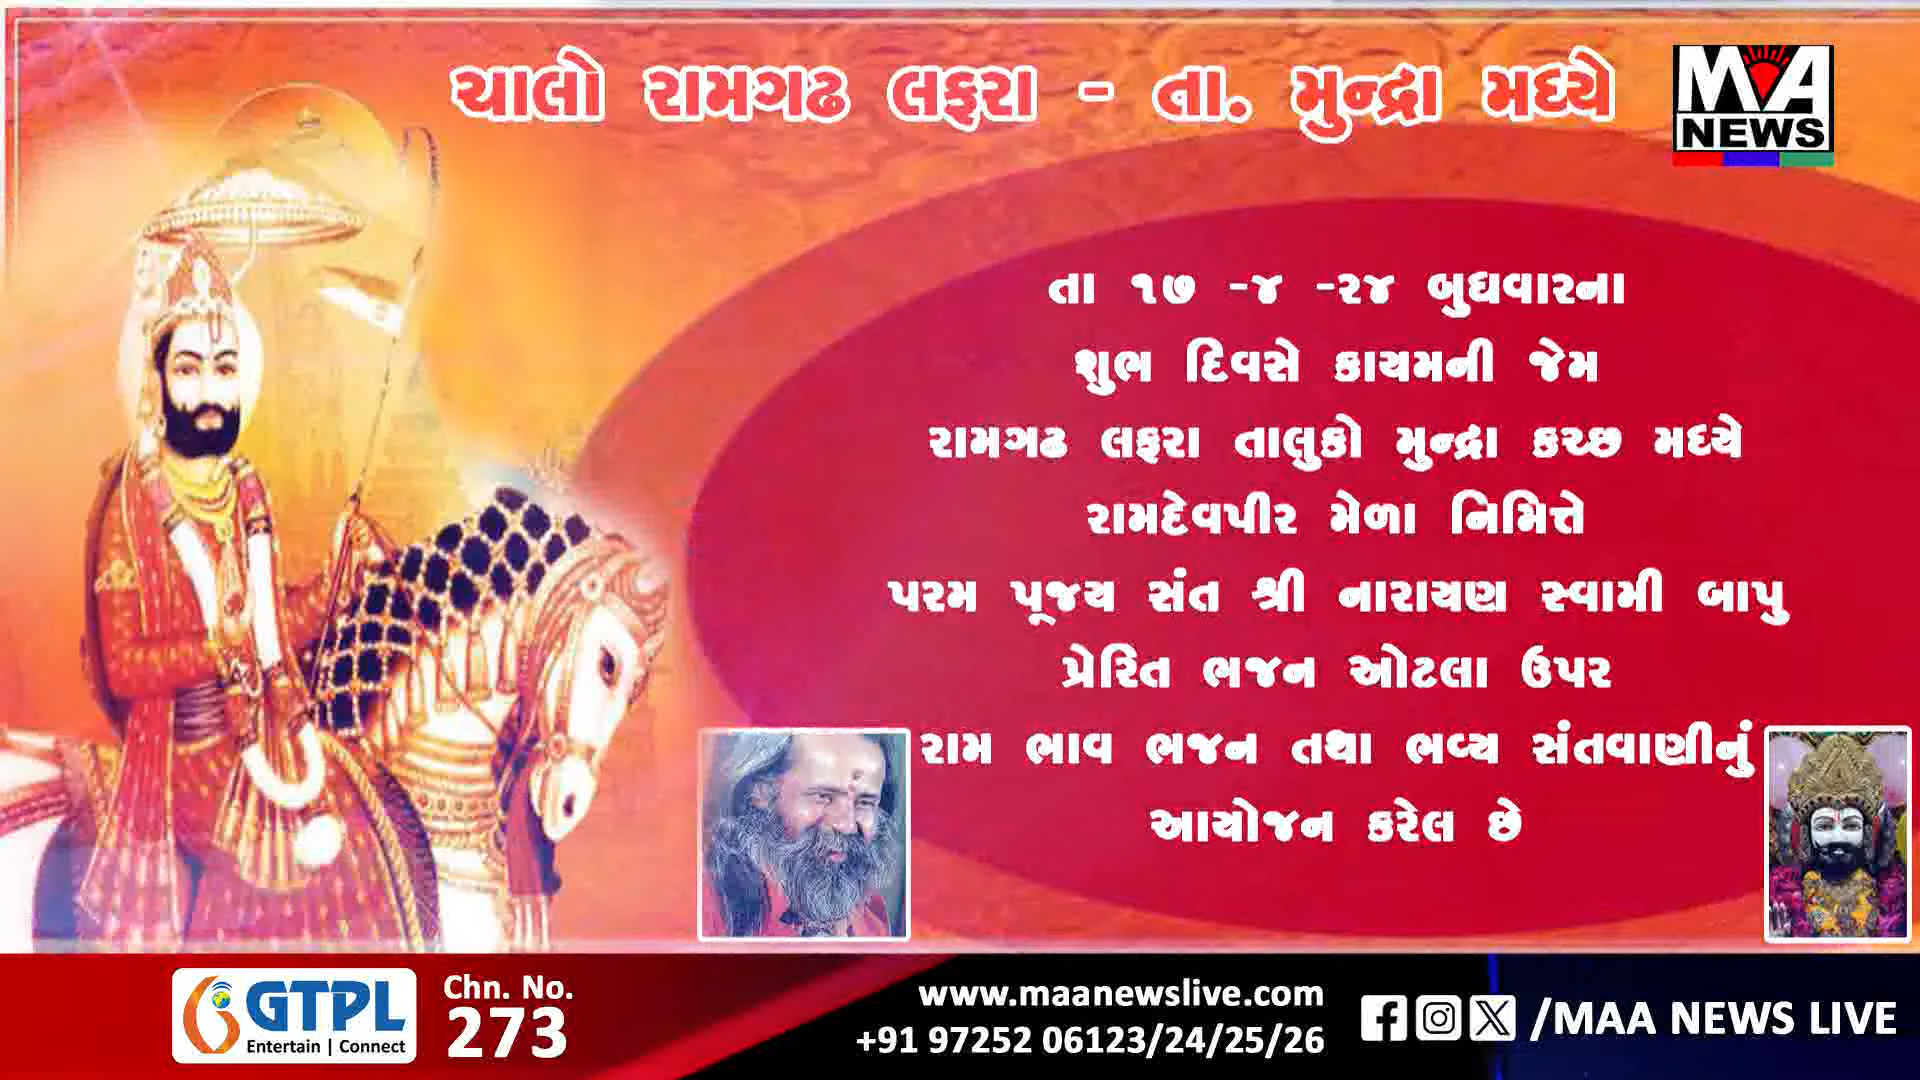 ચાલો રામગઢ લફરા - તા. મુન્દ્રા મધ્યે
MAA
NEWS
તા ૧૭ -૪ -૨૪ બુધવારના
શુભ દિવસે કાયમની જેમ
રામગઢ લફરા તાલુકો મુન્દ્રા કચ્છ મધ્યે
રામદેવપીર મેળા નિમિત્તે
પરમ પૂજય સંત શ્રી નારાયણ સ્વામી બાપુ
પ્રેરિત ભજન ઓટલા ઉપર
રામ ભાવ ભજન તથા ભવ્ય સંતવાણીનું
આયોજન કરેલ છે
GTPL
Entertain | Connect
Chn. No.
273
www.maanewslive.com
+91 97252 06123/24/25/26
/MAA NEWS LIVE